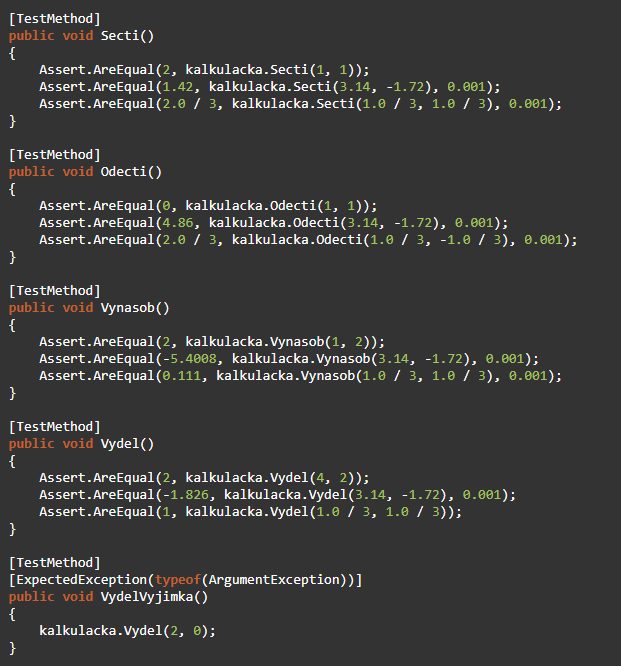 [TestMethod]
public void Secti()
{
    Assert.AreEqual(2, kalkulacka.Secti(1, 1));
    Assert.AreEqual(1.42, kalkulacka.Secti(3.14, -1.72), 0.001);
    Assert.AreEqual(2.0 / 3, kalkulacka.Secti(1.0 / 3, 1.0 / 3), 0.001);
}

[TestMethod]
public void Odecti()
{
    Assert.AreEqual(0, kalkulacka.Odecti(1, 1));
    Assert.AreEqual(4.86, kalkulacka.Odecti(3.14, -1.72), 0.001);
    Assert.AreEqual(2.0 / 3, kalkulacka.Odecti(1.0 / 3, -1.0 / 3), 0.001);
}

[TestMethod]
public void Vynasob()
{
    Assert.AreEqual(2, kalkulacka.Vynasob(1, 2));
    Assert.AreEqual(-5.4008, kalkulacka.Vynasob(3.14, -1.72), 0.001);
    Assert.AreEqual(0.111, kalkulacka.Vynasob(1.0 / 3, 1.0 / 3), 0.001);
}

[TestMethod]
public void Vydel()
{
    Assert.AreEqual(2, kalkulacka.Vydel(4, 2));
    Assert.AreEqual(-1.826, kalkulacka.Vydel(3.14, -1.72), 0.001);
    Assert.AreEqual(1, kalkulacka.Vydel(1.0 / 3, 1.0 / 3));
}

[TestMethod]
[ExpectedException(typeof(ArgumentException))]
public void VydelVyjimka()
{
    kalkulacka.Vydel(2, 0);
}